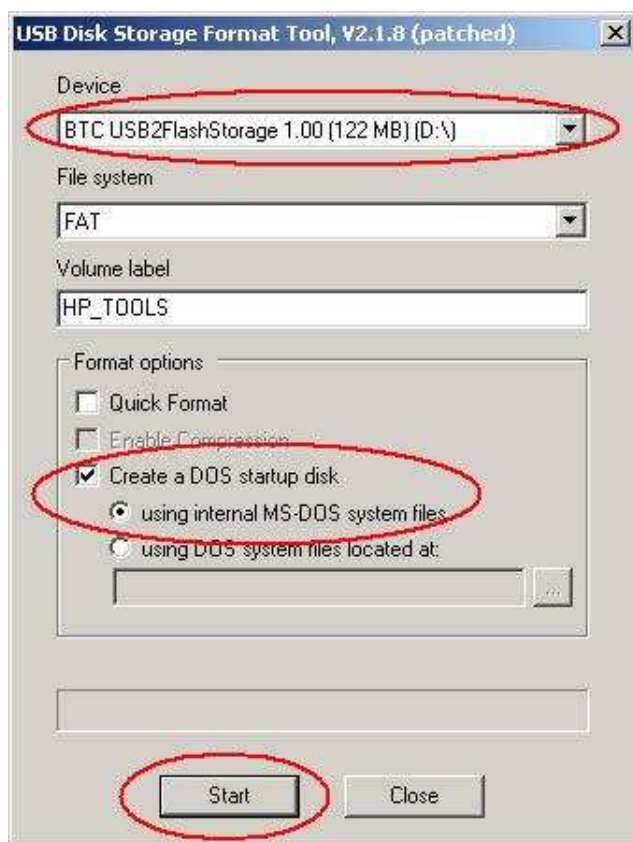 USB Disk Storage Format Tool, V2.1.8 (patched)
Device
BTC USB2FlashStorage 1.00 (122 MB) (D:\)
File system
FAT
Volume label
HP_TOOLS
Format options
Quick Format
Enable Compression
Create a DOS startup disk
using internal MS-DOS system files
using DOS system files located at:
...
Start
Close